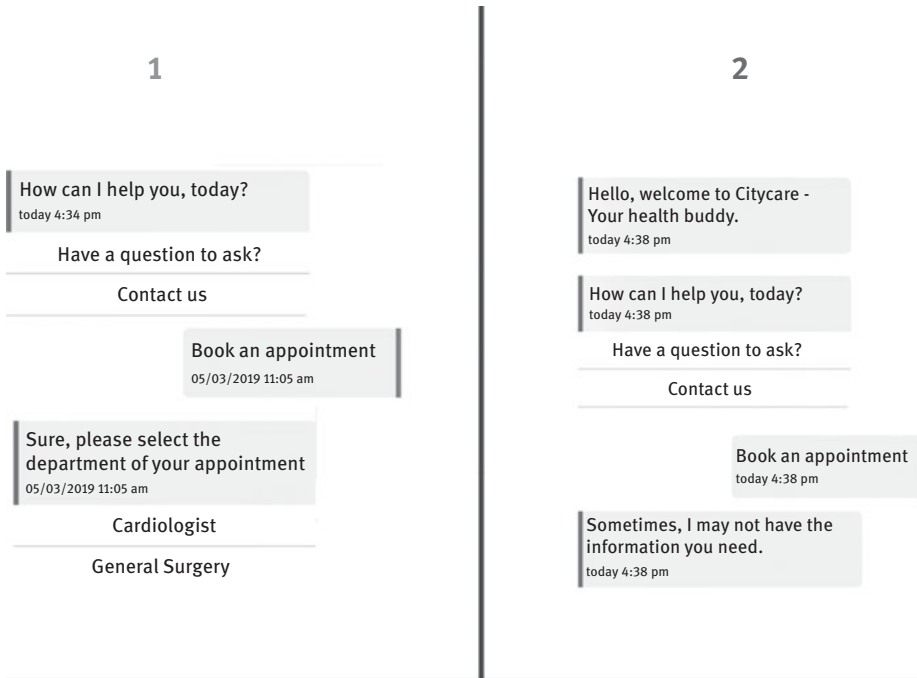 1
How can I help you, today?
today 4:34 pm
Have a question to ask?
Contact us
Book an appointment
05/03/2019 11:05 am
Sure, please select the
department of your appointment
05/03/2019 11:05 am
Cardiologist
General Surgery
2
Hello, welcome to Citycare -
Your health buddy.
today 4:38 pm
How can I help you, today?
today 4:38 pm
Have a question to ask?
Contact us
Book an appointment
today 4:38 pm
Sometimes, I may not have the
information you need.
today 4:38 pm